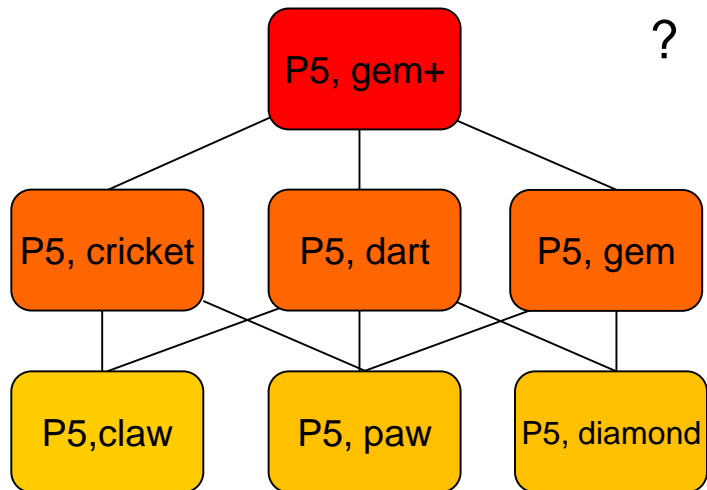 ?
P5, gem+
P5, cricket
P5, dart
P5, gem
P5,claw
P5, paw
P5, diamond